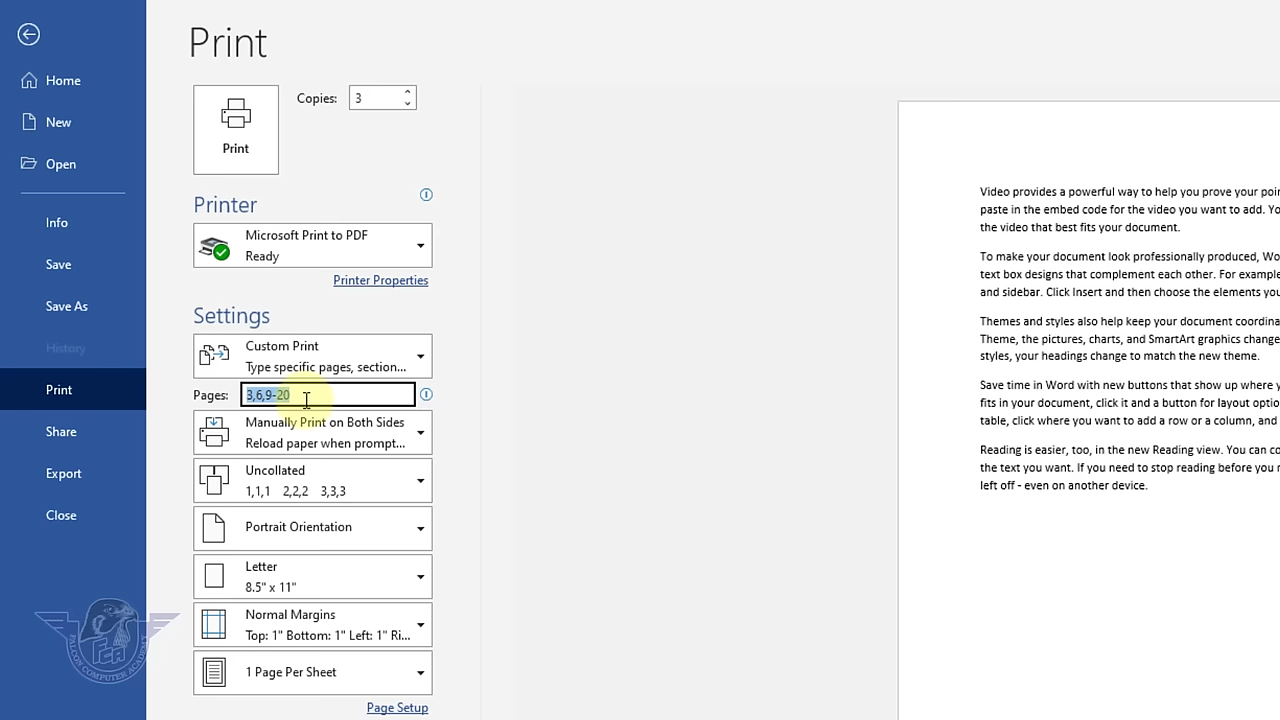 Home
New
Open
Info
Save
Save As
History
Print
Share
Export
Close
FALCON COMPUTER ACADEMY
FCA
Print
Print
Copies: 3
Printer
Microsoft Print to PDF
Ready
Printer Properties
Settings
Custom Print
Type specific pages, section...
Pages: 3,6,9-20
Manually Print on Both Sides
Reload paper when prompt...
Uncollated
1,1,1 2,2,2 3,3,3
Portrait Orientation
Letter
8.5" x 11"
Normal Margins
Top: 1" Bottom: 1" Left: 1" Ri...
1 Page Per Sheet
Page Setup
Video provides a powerful way to help you prove your
paste in the embed code for the video you want to add.
the video that best fits your document.
To make your document look professionally produced,
text box designs that complement each other. For
and sidebar. Click Insert and then choose the elements
Themes and styles also help keep your document
Theme, the pictures, charts, and SmartArt graphics change
styles, your headings change to match the new theme.
Save time in Word with new buttons that show up where
fits in your document, click it and a button for layout
table, click where you want to add a row or a column, and
Reading is easier, too, in the new Reading view. You can
the text you want. If you need to stop reading before you
left off - even on another device.